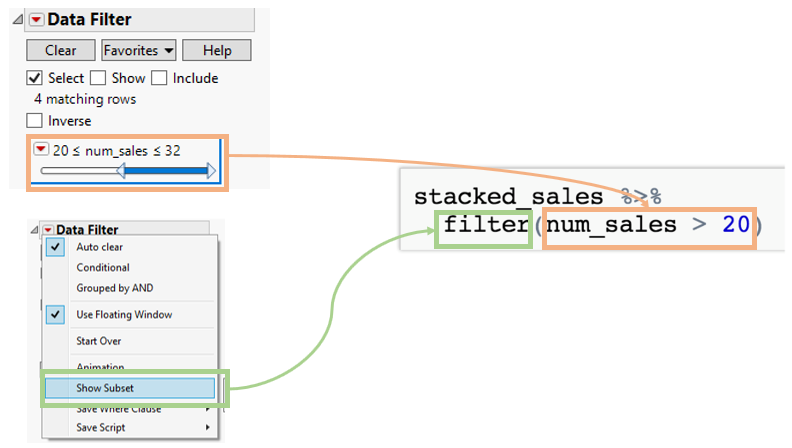 Data Filter
Clear Favorites Help
Select Show Include
4 matching rows
Inverse
20 ≤ num_sales ≤ 32
Data Filter
Auto clear
Conditional
Grouped by AND
Use Floating Window
Start Over
Animation
Show Subset
Save Where Clause
Save Script
stacked_sales %>%
filter(num_sales > 20)